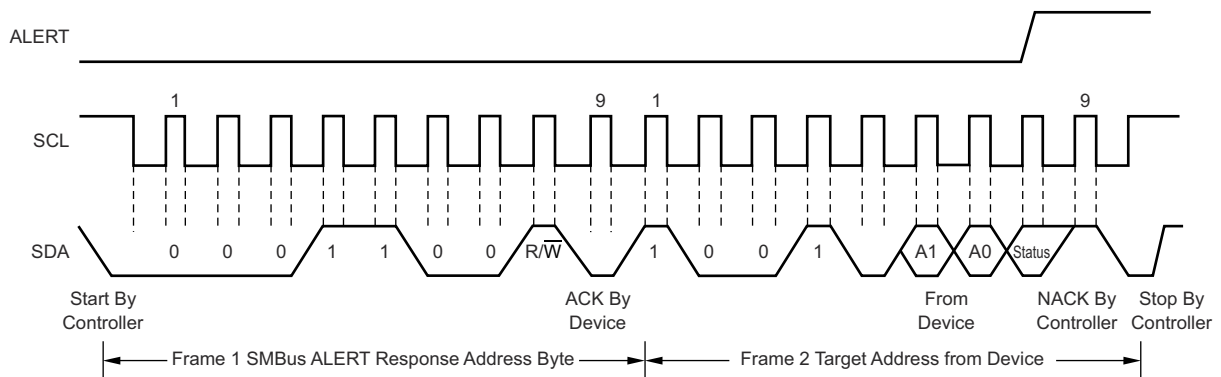 ALERT
1 9 1 9
SCL
SDA
0 0 0 1 1 0 0 R/W̅ 1 0 0 1 A1 A0 Status
Start By
Controller
ACK By
Device
From
Device
NACK By
Controller
Stop By
Controller
Frame 1 SMBus ALERT Response Address Byte
Frame 2 Target Address from Device